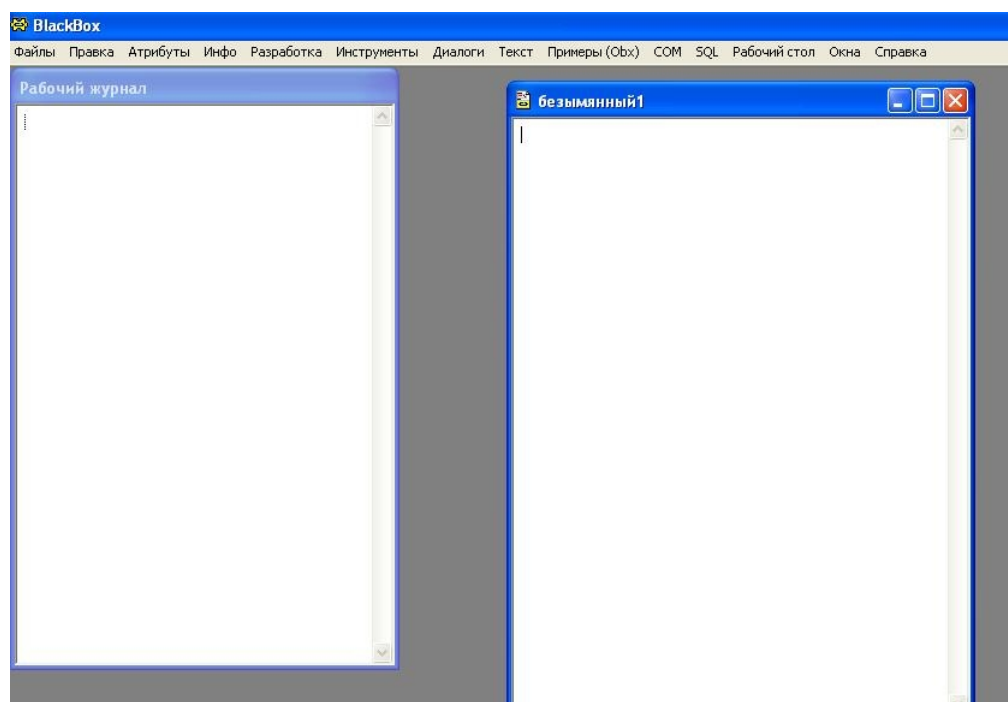 BlackBox
Файлы Правка Атрибуты Инфо Разработка Инструменты Диалоги Текст Примеры (Obx) COM SQL Рабочий стол Окна Справка
Рабочий журнал
безымянный1